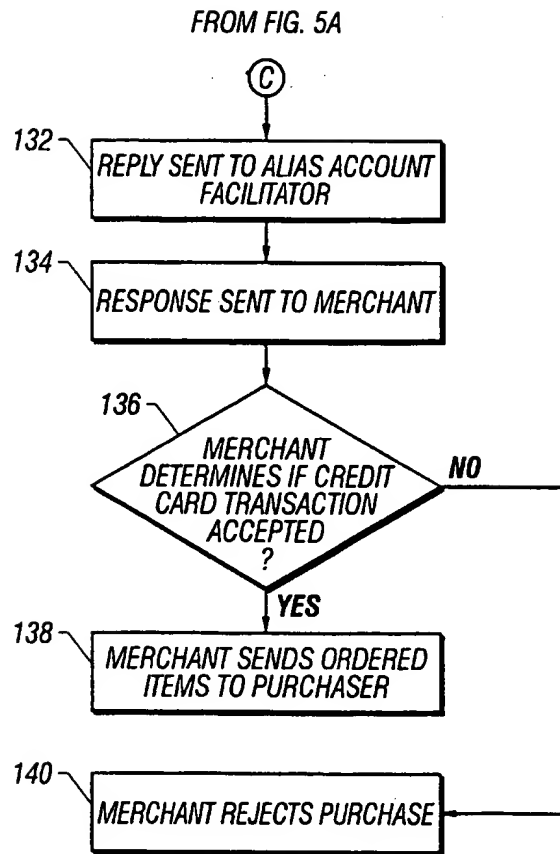 FROM FIG. 5A
C
132
REPLY SENT TO ALIAS ACCOUNT
FACILITATOR
134
RESPONSE SENT TO MERCHANT
136
MERCHANT
DETERMINES IF CREDIT
CARD TRANSACTION
ACCEPTED
?
NO
YES
138
MERCHANT SENDS ORDERED
ITEMS TO PURCHASER
140
MERCHANT REJECTS PURCHASE